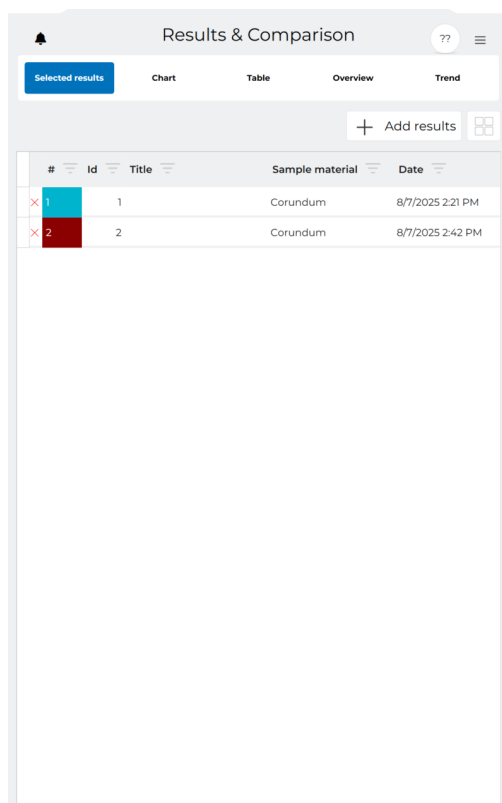 Results & Comparison ??
Selected results Chart Table Overview Trend
+ Add results
# Id Title Sample material Date
1 1 Corundum 8/7/2025 2:21 PM
2 2 Corundum 8/7/2025 2:42 PM